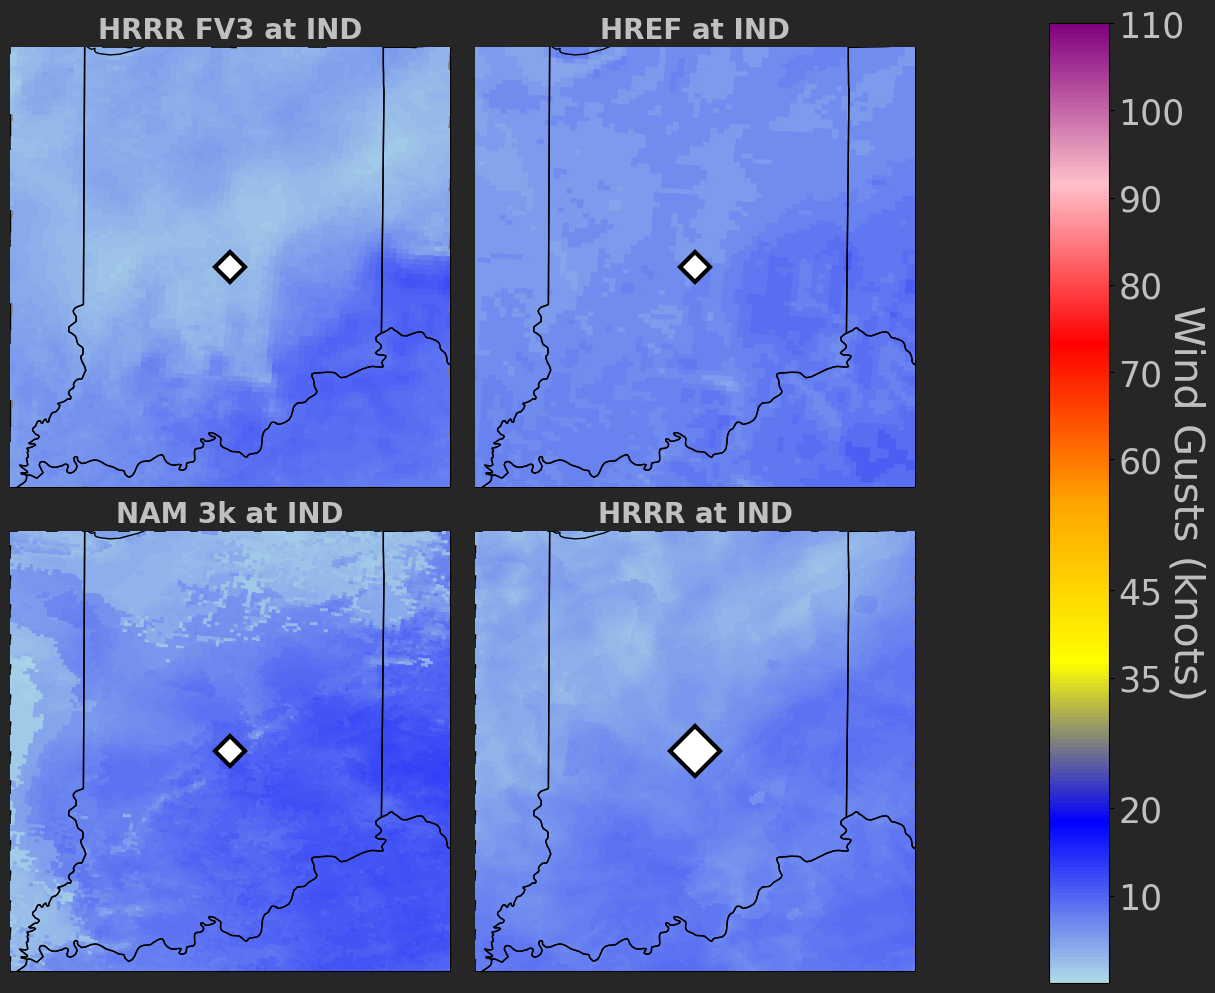 HRRR FV3 at IND
HREF at IND
NAM 3k at IND
HRRR at IND
110
100
90
80
70
60
45
35
20
10
Wind Gusts (knots)